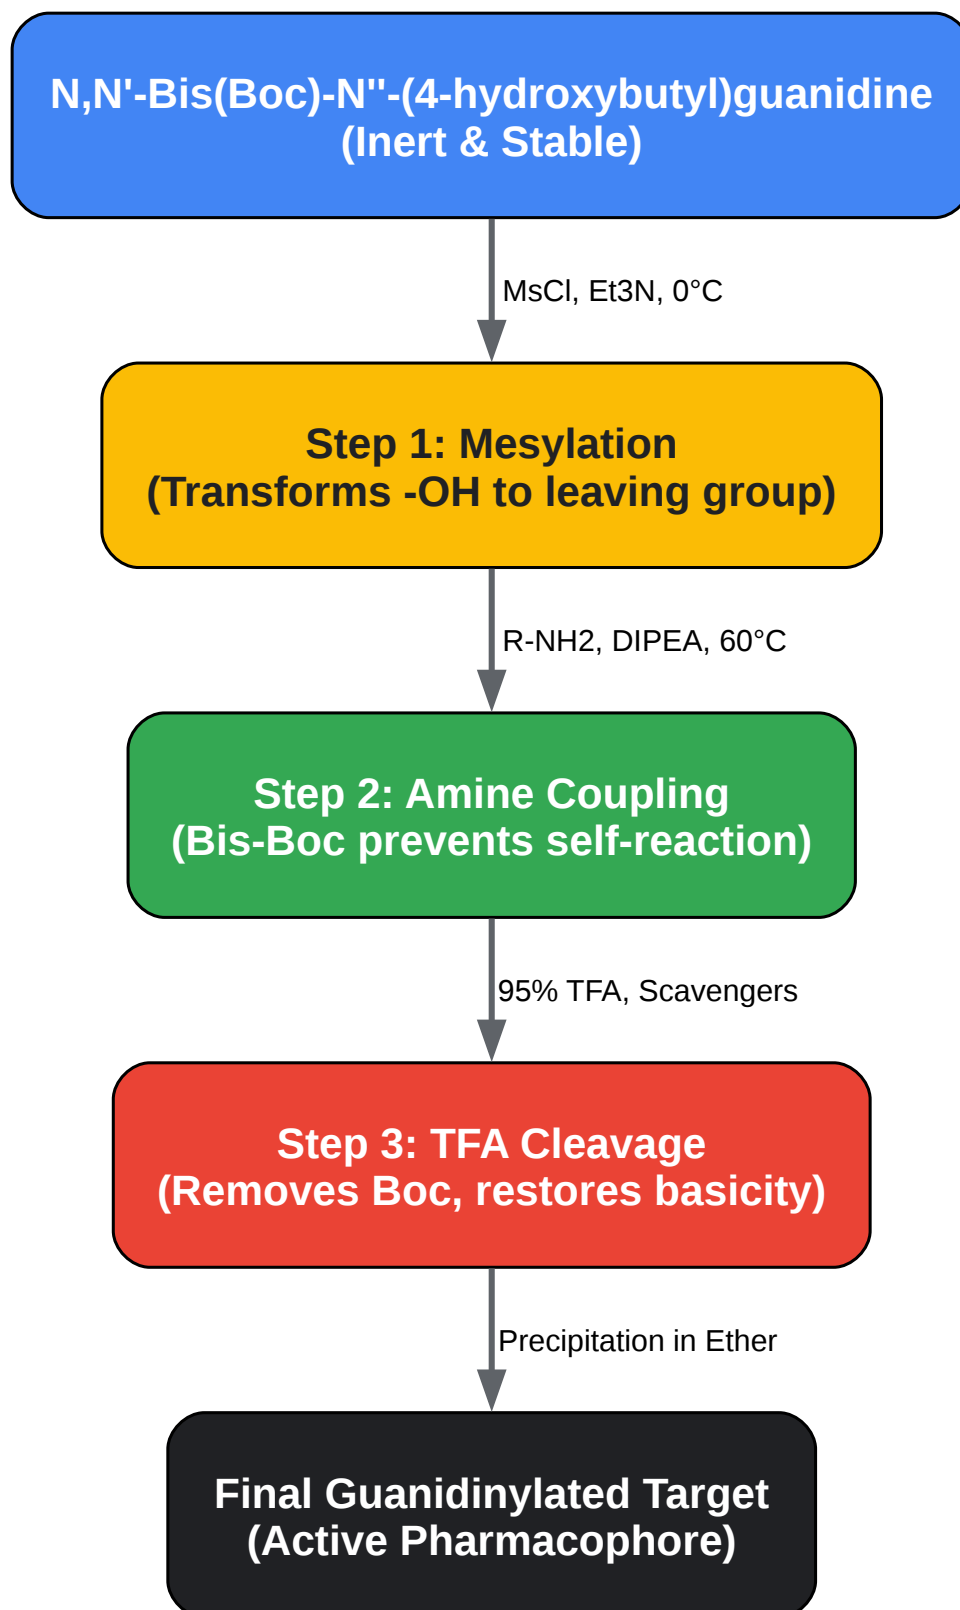 N,N'-Bis(Boc)-N''-(4-hydroxybutyl)guanidine
(Inert & Stable)
MsCl, Et3N, 0°C
Step 1: Mesylation
(Transforms -OH to leaving group)
R-NH2, DIPEA, 60°C
Step 2: Amine Coupling
(Bis-Boc prevents self-reaction)
95% TFA, Scavengers
Step 3: TFA Cleavage
(Removes Boc, restores basicity)
Precipitation in Ether
Final Guanidinylated Target
(Active Pharmacophore)